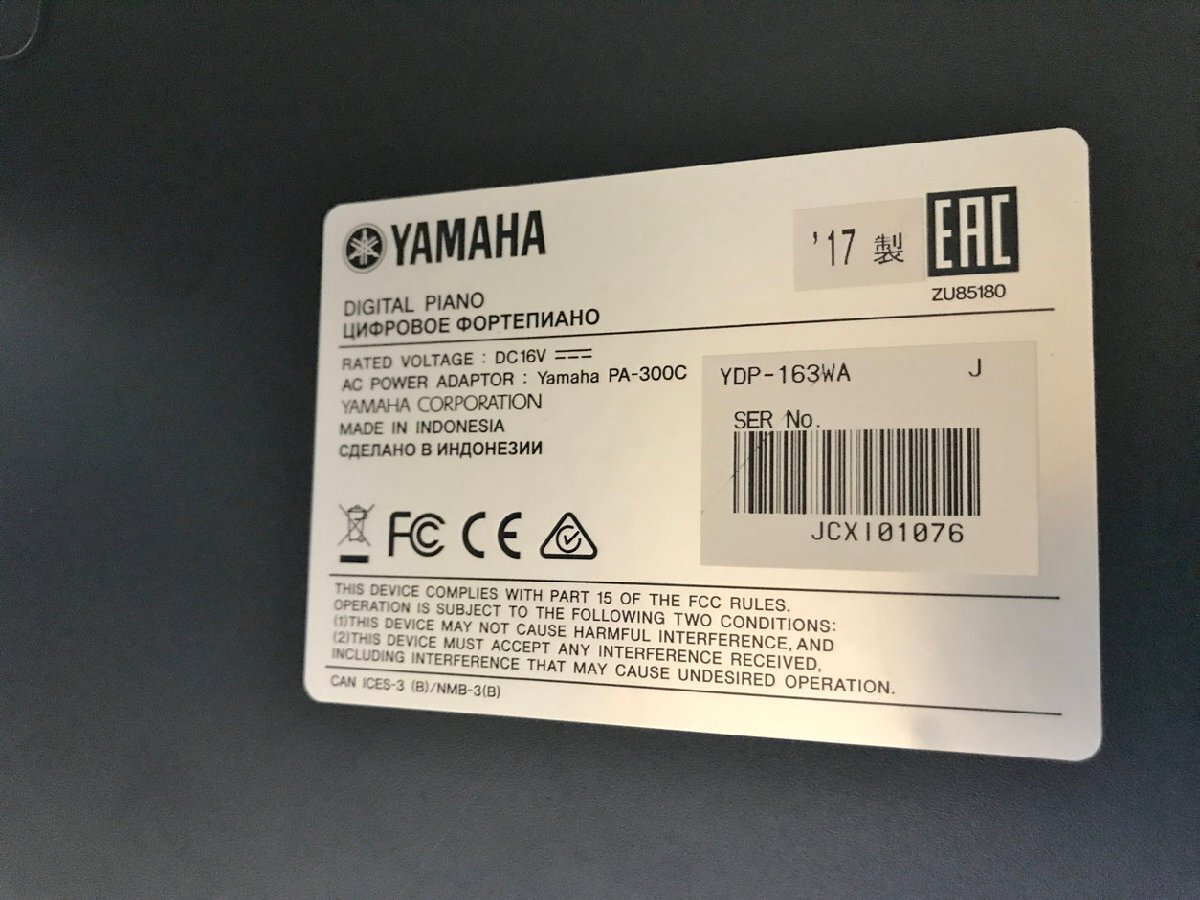 YAMAHA
'17 製
EAC
ZU85180
DIGITAL PIANO
ЦИФРОВОЕ ФОРТЕПИАНО
RATED VOLTAGE : DC16V
AC POWER ADAPTOR : Yamaha PA-300C
YAMAHA CORPORATION
MADE IN INDONESIA
СДЕЛАНО В ИНДОНЕЗИИ
YDP-163WA J
SER No.
JCXI01076
FC CE
THIS DEVICE COMPLIES WITH PART 15 OF THE FCC RULES.
OPERATION IS SUBJECT TO THE FOLLOWING TWO CONDITIONS:
(1)THIS DEVICE MAY NOT CAUSE HARMFUL INTERFERENCE, AND
(2)THIS DEVICE MUST ACCEPT ANY INTERFERENCE RECEIVED,
INCLUDING INTERFERENCE THAT MAY CAUSE UNDESIRED OPERATION.
CAN ICES-3 (B)/NMB-3(B)